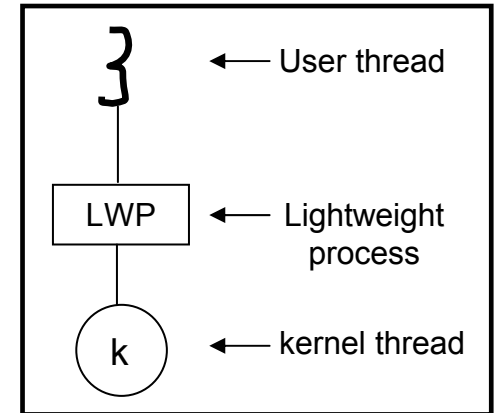 User thread
LWP
Lightweight
process
k
kernel thread